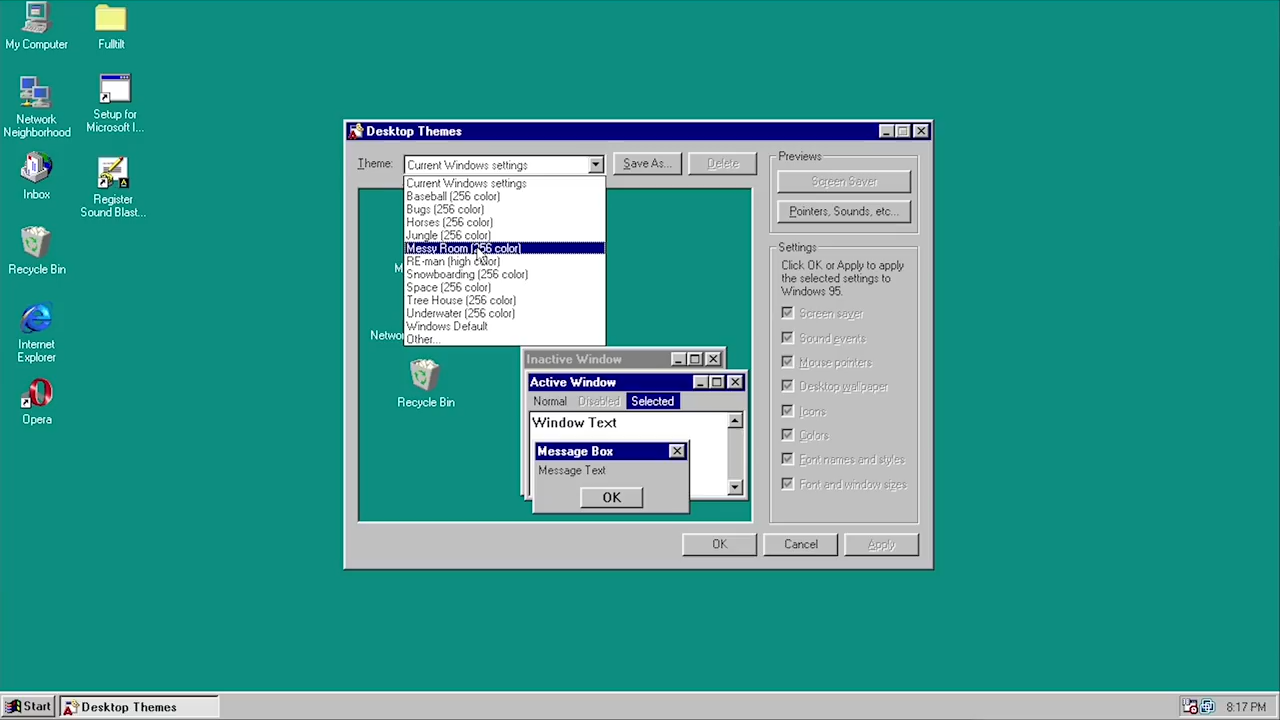 My Computer
Fulltilt
Network
Neighborhood
Setup for
Microsoft I...
Inbox
Register
Sound Blast...
Recycle Bin
Internet
Explorer
Opera
Desktop Themes
Theme:
Current Windows settings
Save As...
Delete
Current Windows settings
Baseball (256 color)
Bugs (256 color)
Horses (256 color)
Jungle (256 color)
Messy Room (256 color)
RE-man (high color)
Snowboarding (256 color)
Space (256 color)
Tree House (256 color)
Underwater (256 color)
Windows Default
Other...
Recycle Bin
Inactive Window
Active Window
Normal Disabled Selected
Window Text
Message Box
Message Text
OK
Previews
Screen Saver
Pointers, Sounds, etc...
Settings
Click OK or Apply to apply
the selected settings to
Windows 95.
Screen saver
Sound events
Mouse pointers
Desktop wallpaper
Icons
Colors
Font names and styles
Font and window sizes
OK
Cancel
Apply
Start
Desktop Themes
8:17 PM